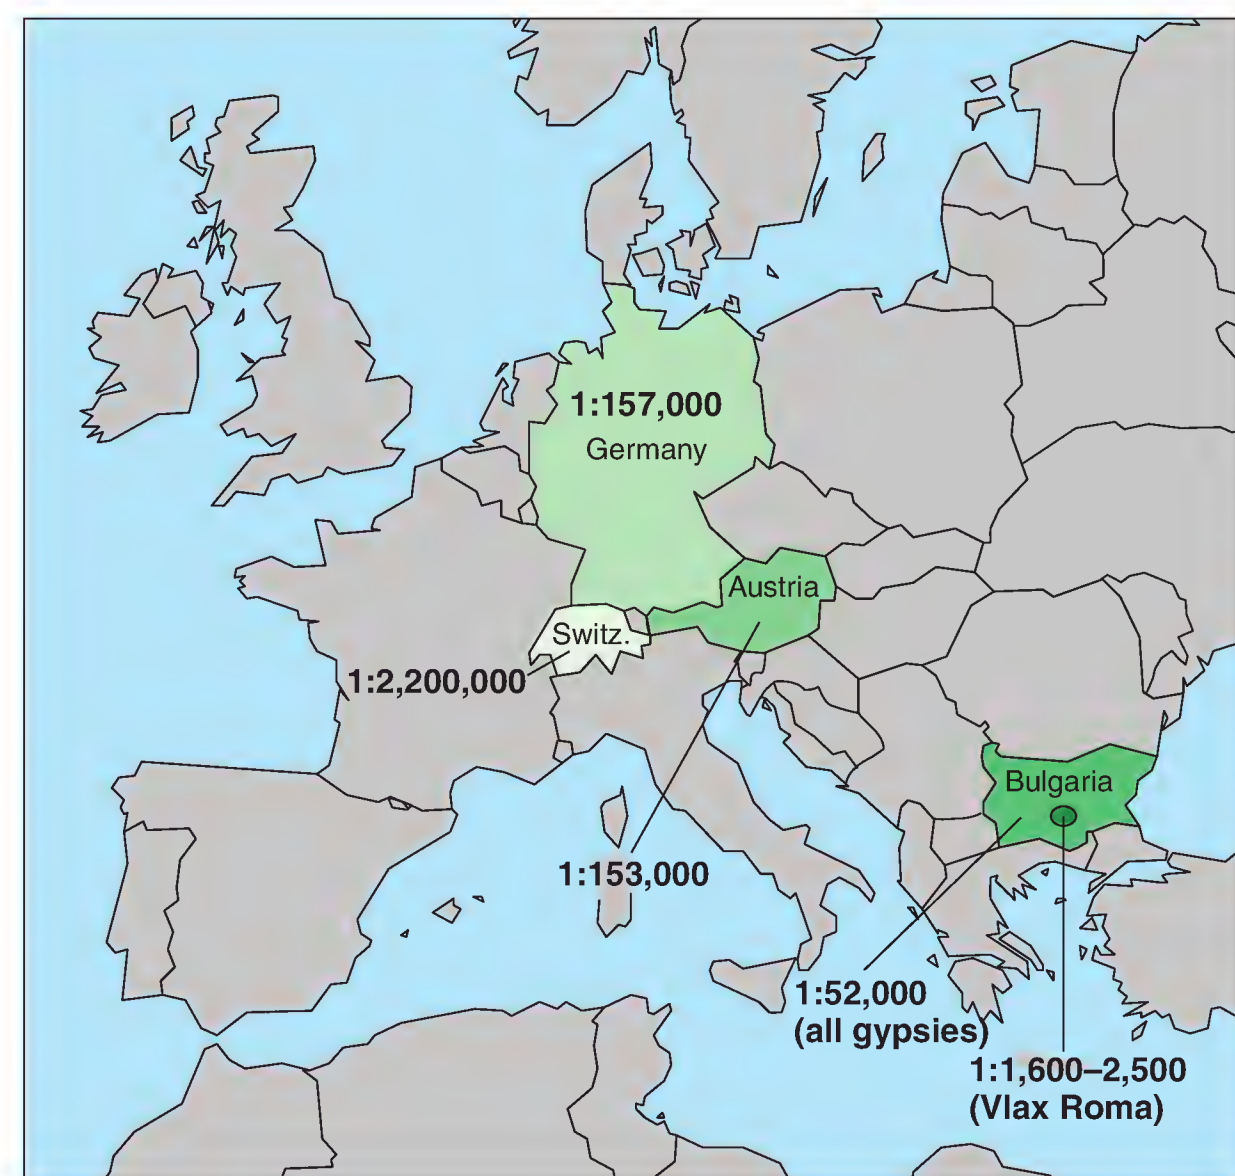 1:157,000
Germany
Austria
Switz.
1:2,200,000
Bulgaria
1:153,000
1:52,000
(all gypsies)
1:1,600–2,500
(Vlax Roma)